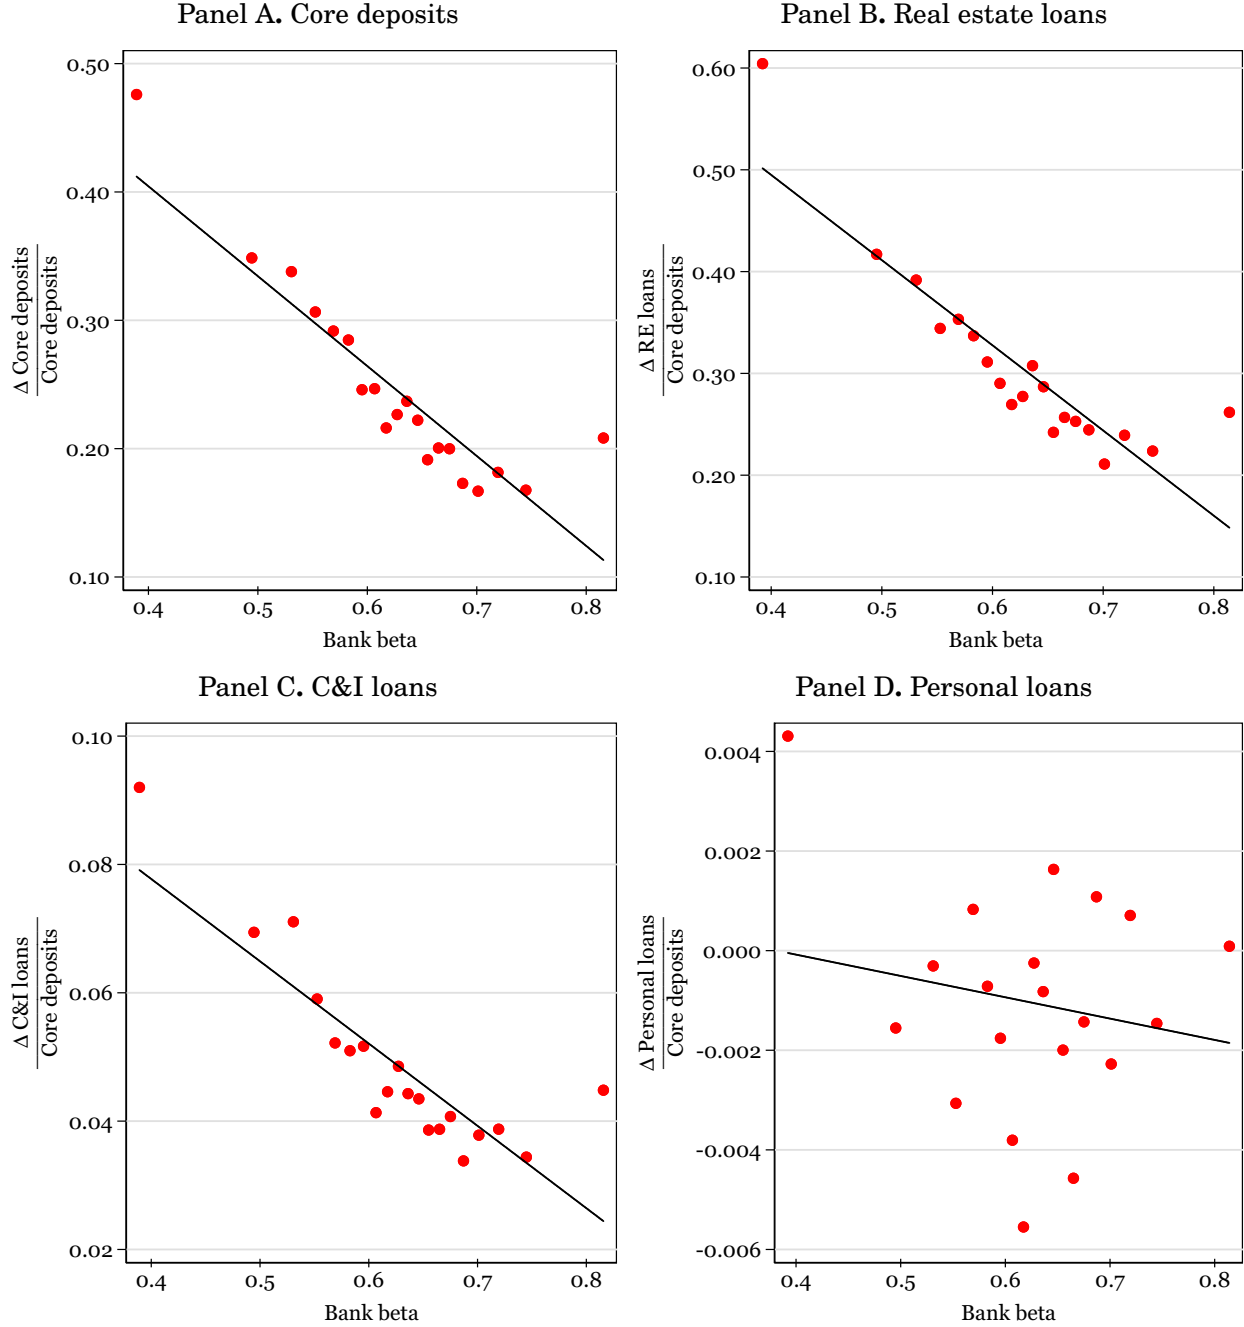 Panel A. Core deposits
Δ Core deposits
Core deposits
0.50
0.40
0.30
0.20
0.10
0.4 0.5 0.6 0.7 0.8
Bank beta
Panel B. Real estate loans
Δ RE loans
Core deposits
0.60
0.50
0.40
0.30
0.20
0.10
0.4 0.5 0.6 0.7 0.8
Bank beta
Panel C. C&I loans
Δ C&I loans
Core deposits
0.10
0.08
0.06
0.04
0.02
0.4 0.5 0.6 0.7 0.8
Bank beta
Panel D. Personal loans
Δ Personal loans
Core deposits
0.004
0.002
0.000
-0.002
-0.004
-0.006
0.4 0.5 0.6 0.7 0.8
Bank beta